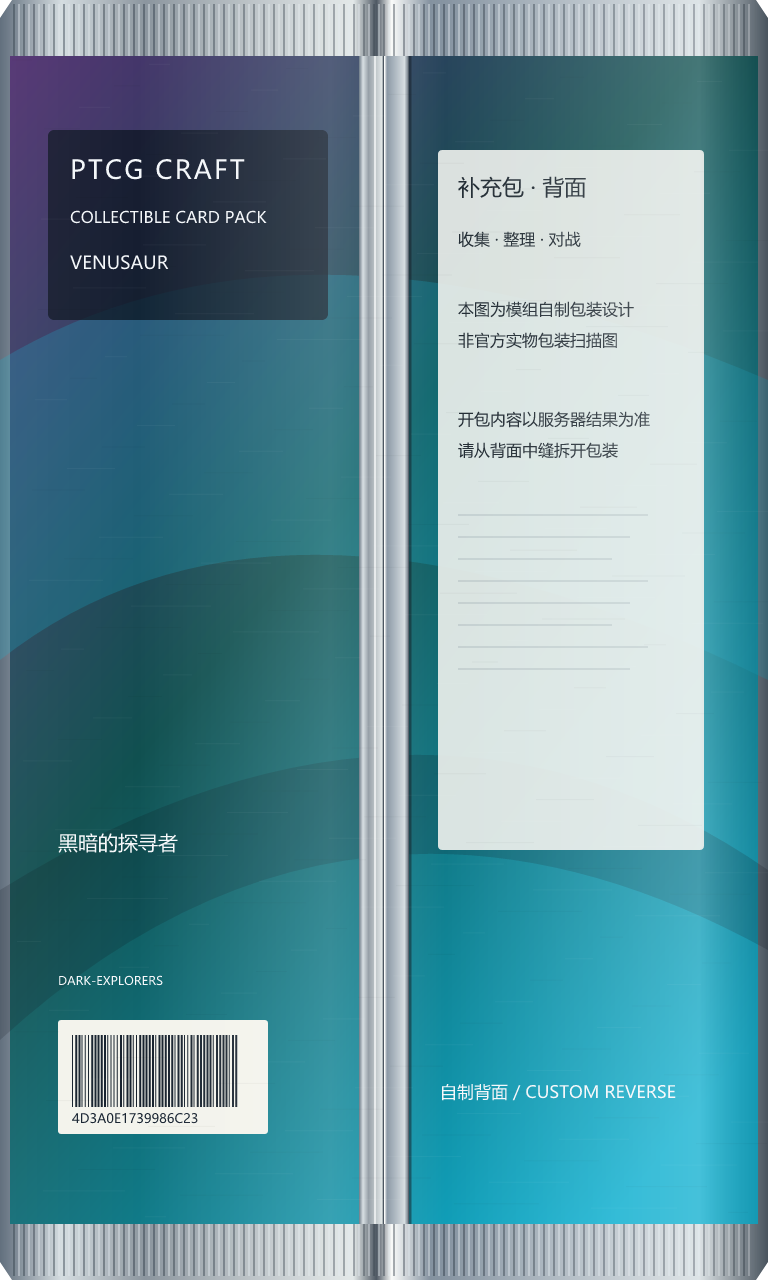 PTCG CRAFT
COLLECTIBLE CARD PACK
VENUSAUR
黑暗的探寻者
DARK-EXPLORERS
4D3A0E1739986C23
补充包 · 背面
收集 · 整理 · 对战
本图为模组自制包装设计
非官方实物包装扫描图
开包内容以服务器结果为准
请从背面中缝拆开包装
自制背面 / CUSTOM REVERSE